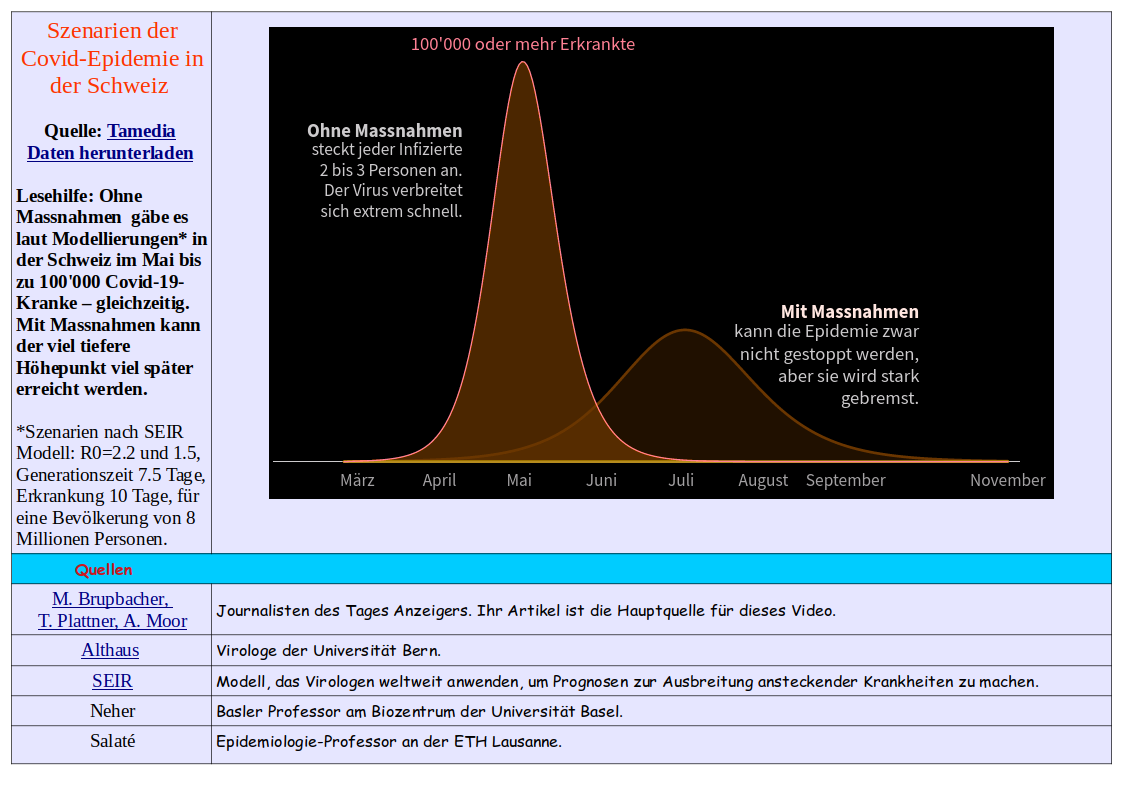 Szenarien der
Covid-Epidemie in
der Schweiz
Quelle: Tamedia
Daten herunterladen
Lesehilfe: Ohne
Massnahmen  gäbe es
laut Modellierungen* in
der Schweiz im Mai bis
zu 100'000 Covid-19-
Kranke – gleichzeitig.
Mit Massnahmen kann
der viel tiefere
Höhepunkt viel später
erreicht werden.
*Szenarien nach SEIR
Modell: R0=2.2 und 1.5,
Generationszeit 7.5 Tage,
Erkrankung 10 Tage, für
eine Bevölkerung von 8
Millionen Personen.
100'000 oder mehr Erkrankte
Ohne Massnahmen
steckt jeder Infizierte
2 bis 3 Personen an.
Der Virus verbreitet
sich extrem schnell.
Mit Massnahmen
kann die Epidemie zwar
nicht gestoppt werden,
aber sie wird stark
gebremst.
März April Mai Juni Juli August September November
Quellen
M. Brupbacher,
T. Plattner, A. Moor
Journalisten des Tages Anzeigers. Ihr Artikel ist die Hauptquelle für dieses Video.
Althaus
Virologe der Universität Bern.
SEIR
Modell, das Virologen weltweit anwenden, um Prognosen zur Ausbreitung ansteckender Krankheiten zu machen.
Neher
Basler Professor am Biozentrum der Universität Basel.
Salaté
Epidemiologie-Professor an der ETH Lausanne.